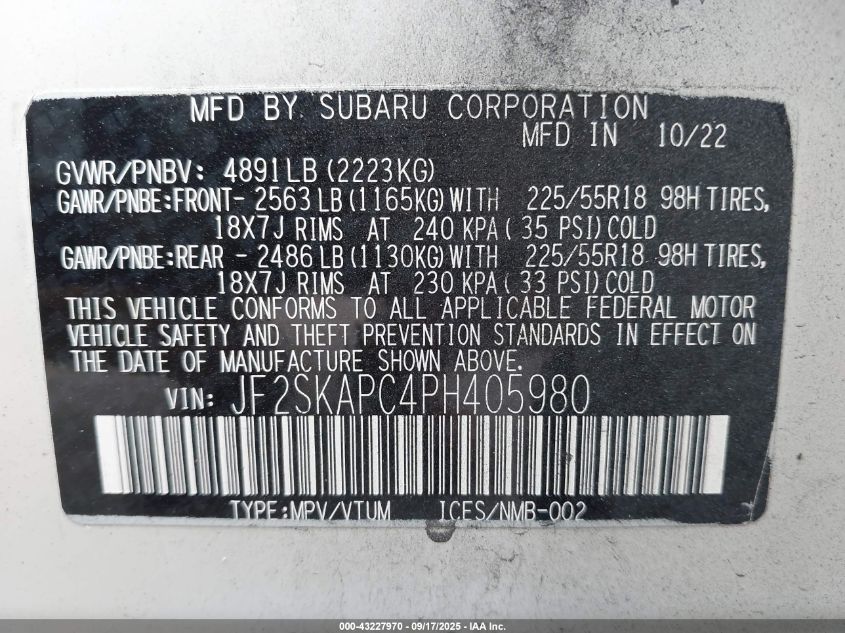 MFD BY SUBARU CORPORATION
MFD IN 10/22
GVWR/PNBV: 4891LB (2223KG)
GAWR/PNBE:FRONT- 2563 LB (1165KG) WITH 225/55R18 98H TIRES,
18X7J RIMS AT 240 KPA ( 35 PSI) COLD
GAWR/PNBE:REAR - 2486 LB (1130KG) WITH 225/55R18 98H TIRES,
18X7J RIMS AT 230 KPA ( 33 PSI) COLD
THIS VEHICLE CONFORMS TO ALL APPLICABLE FEDERAL MOTOR
VEHICLE SAFETY AND THEFT PREVENTION STANDARDS IN EFFECT ON
THE DATE OF MANUFACTURE SHOWN ABOVE.
VIN: JF2SKAPC4PH405980
TYPE:MPV/VTUM ICES/NMB-002
000-43227970 - 09/17/2025 - IAA Inc.